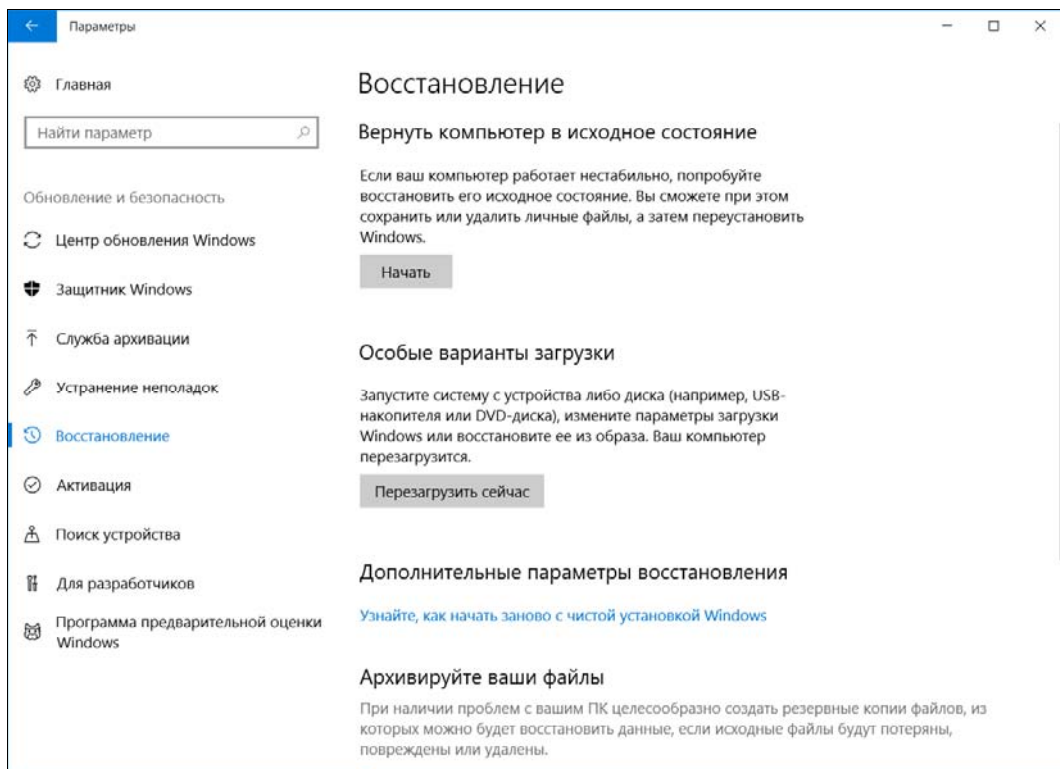 Параметры
Главная
Найти параметр
Обновление и безопасность
Центр обновления Windows
Защитник Windows
Служба архивации
Устранение неполадок
Восстановление
Активация
Поиск устройства
Для разработчиков
Программа предварительной оценки
Windows
Восстановление
Вернуть компьютер в исходное состояние
Если ваш компьютер работает нестабильно, попробуйте
восстановить его исходное состояние. Вы сможете при этом
сохранить или удалить личные файлы, а затем переустановить
Windows.
Начать
Особые варианты загрузки
Запустите систему с устройства либо диска (например, USB-
накопителя или DVD-диска), измените параметры загрузки
Windows или восстановите ее из образа. Ваш компьютер
перезагрузится.
Перезагрузить сейчас
Дополнительные параметры восстановления
Узнайте, как начать заново с чистой установкой Windows
Архивируйте ваши файлы
При наличии проблем с вашим ПК целесообразно создать резервные копии файлов, из
которых можно будет восстановить данные, если исходные файлы будут потеряны,
повреждены или удалены.